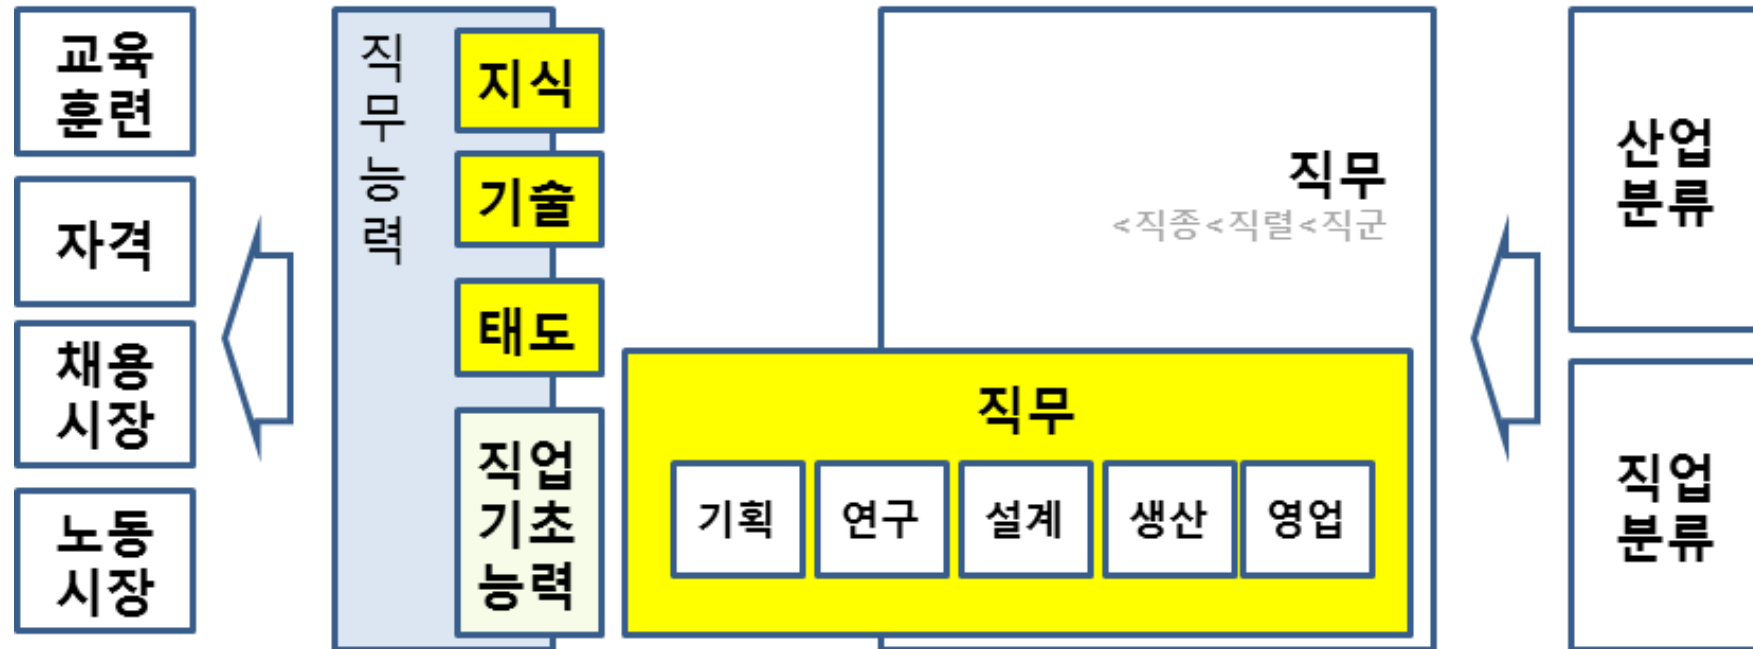 교육
훈련
자격
채용
시장
노동
시장
직
무
능
력
지식
기술
태도
직업
기초
능력
직무
<직종<직렬<직군
직무
기획
연구
설계
생산
영업
산업
분류
직업
분류